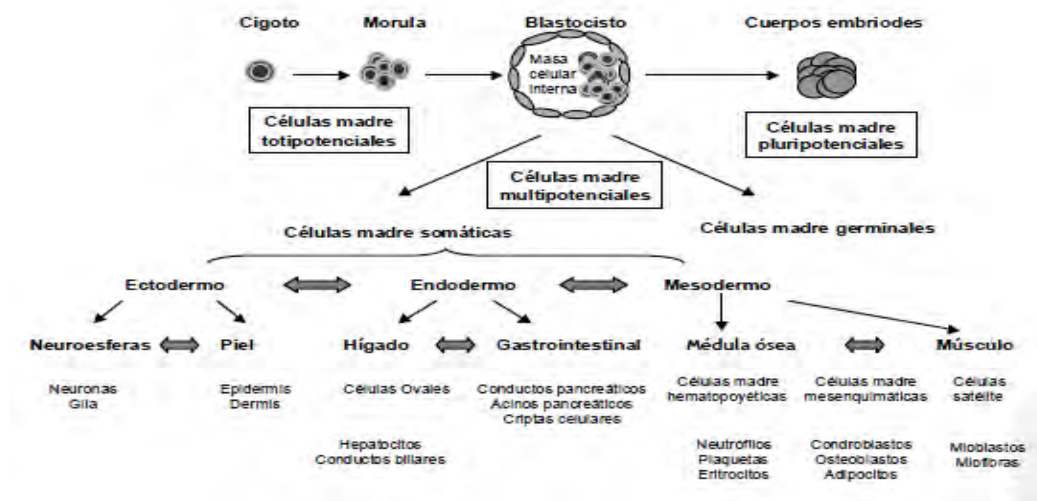 Cigoto
Morula
Blastocisto
Cuerpos embriodes
Masa
celular
interna
Células madre
totipotenciales
Células madre
pluripotenciales
Células madre
multipotenciales
Células madre somáticas
Células madre germinales
Ectodermo
Endodermo
Mesodermo
Neuroesferas
Piel
Hígado
Gastrointestinal
Médula ósea
Músculo
Neuronas
Glia
Epidermis
Dermis
Células Ovales
Conductos pancreáticos
Acinos pancreáticos
Criptas celulares
Células madre
hematopoyéticas
Células madre
mesenquimáticas
Células
satélite
Hepatocitos
Conductos biliares
Neutrófilos
Plaquetas
Eritrocitos
Condroblastos
Osteoblastos
Adipocitos
Mioblastos
Miofibras